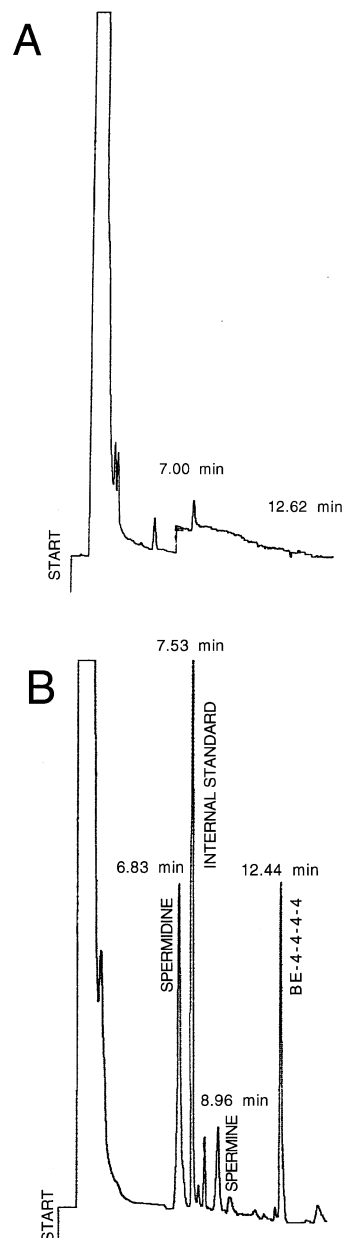 A
7.00 min
12.62 min
START
7.53 min
B
INTERNAL STANDARD
6.83 min
12.44 min
SPERMIDINE
BE-4-4-4-4
8.96 min
SPERMINE
START